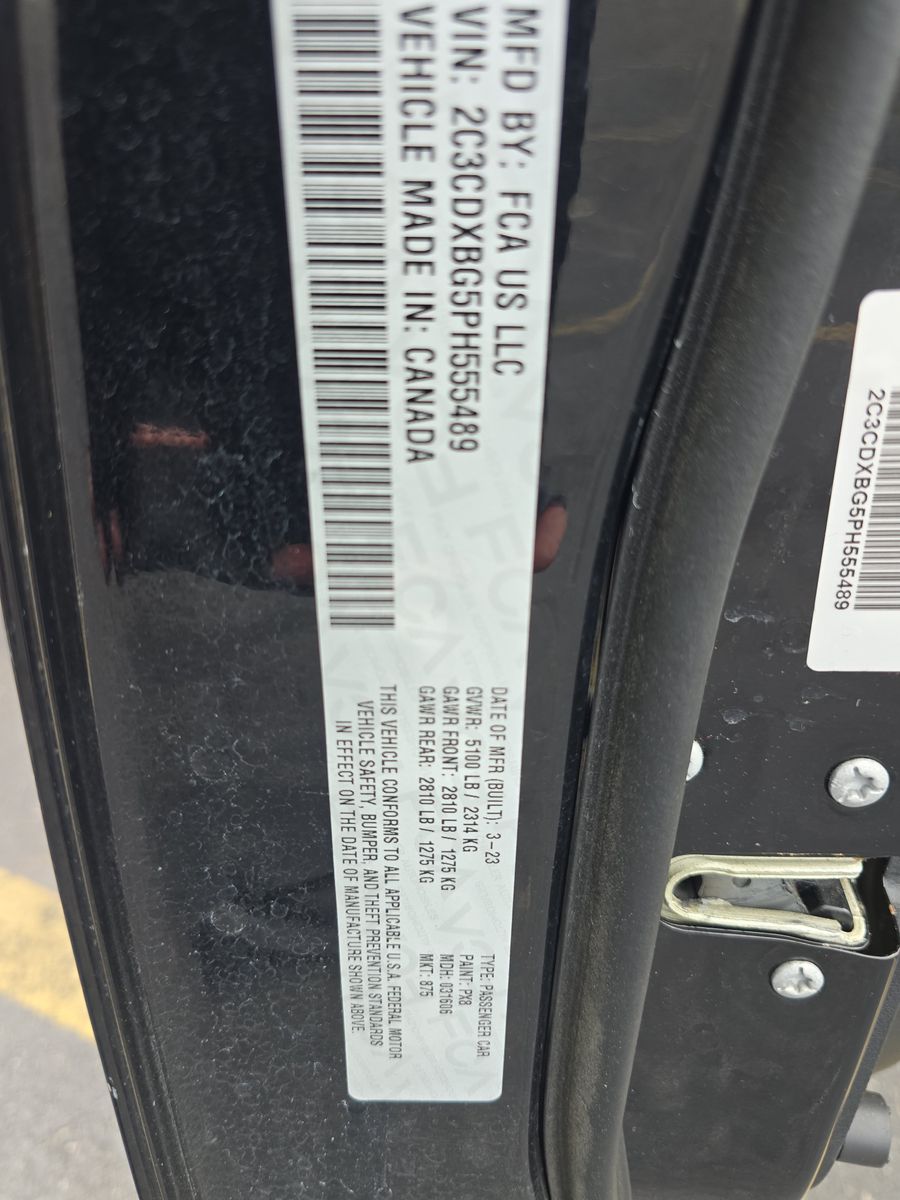 MFD BY: FCA US LLC
VIN: 2C3CDXBG5PH555489
VEHICLE MADE IN: CANADA
DATE OF MFR (BUILT): 3-23
GVWR: 5100 LB / 2314 KG
GAWR FRONT: 2810 LB / 1275 KG
GAWR REAR: 2810 LB / 1275 KG
THIS VEHICLE CONFORMS TO ALL APPLICABLE U.S.A. FEDERAL MOTOR
VEHICLE SAFETY, BUMPER, AND THEFT PREVENTION STANDARDS
IN EFFECT ON THE DATE OF MANUFACTURE SHOWN ABOVE.
TYPE: PASSENGER CAR
PAINT: PX8
MDH: 031606
MKT: 875
2C3CDXBG5PH555489